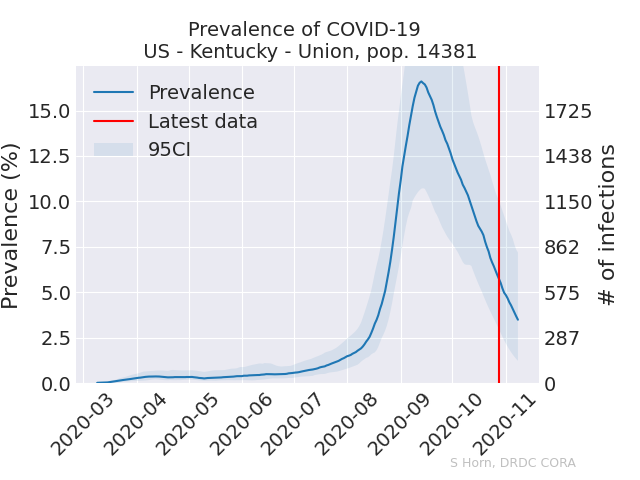 Prevalence of COVID-19
US - Kentucky - Union, pop. 14381
Prevalence
Latest data
95CI
Prevalence (%)
15.0
12.5
10.0
7.5
5.0
2.5
0.0
1725
1438
1150
862
575
287
0
# of infections
2020-03
2020-04
2020-05
2020-06
2020-07
2020-08
2020-09
2020-10
2020-11
S Horn, DRDC CORA